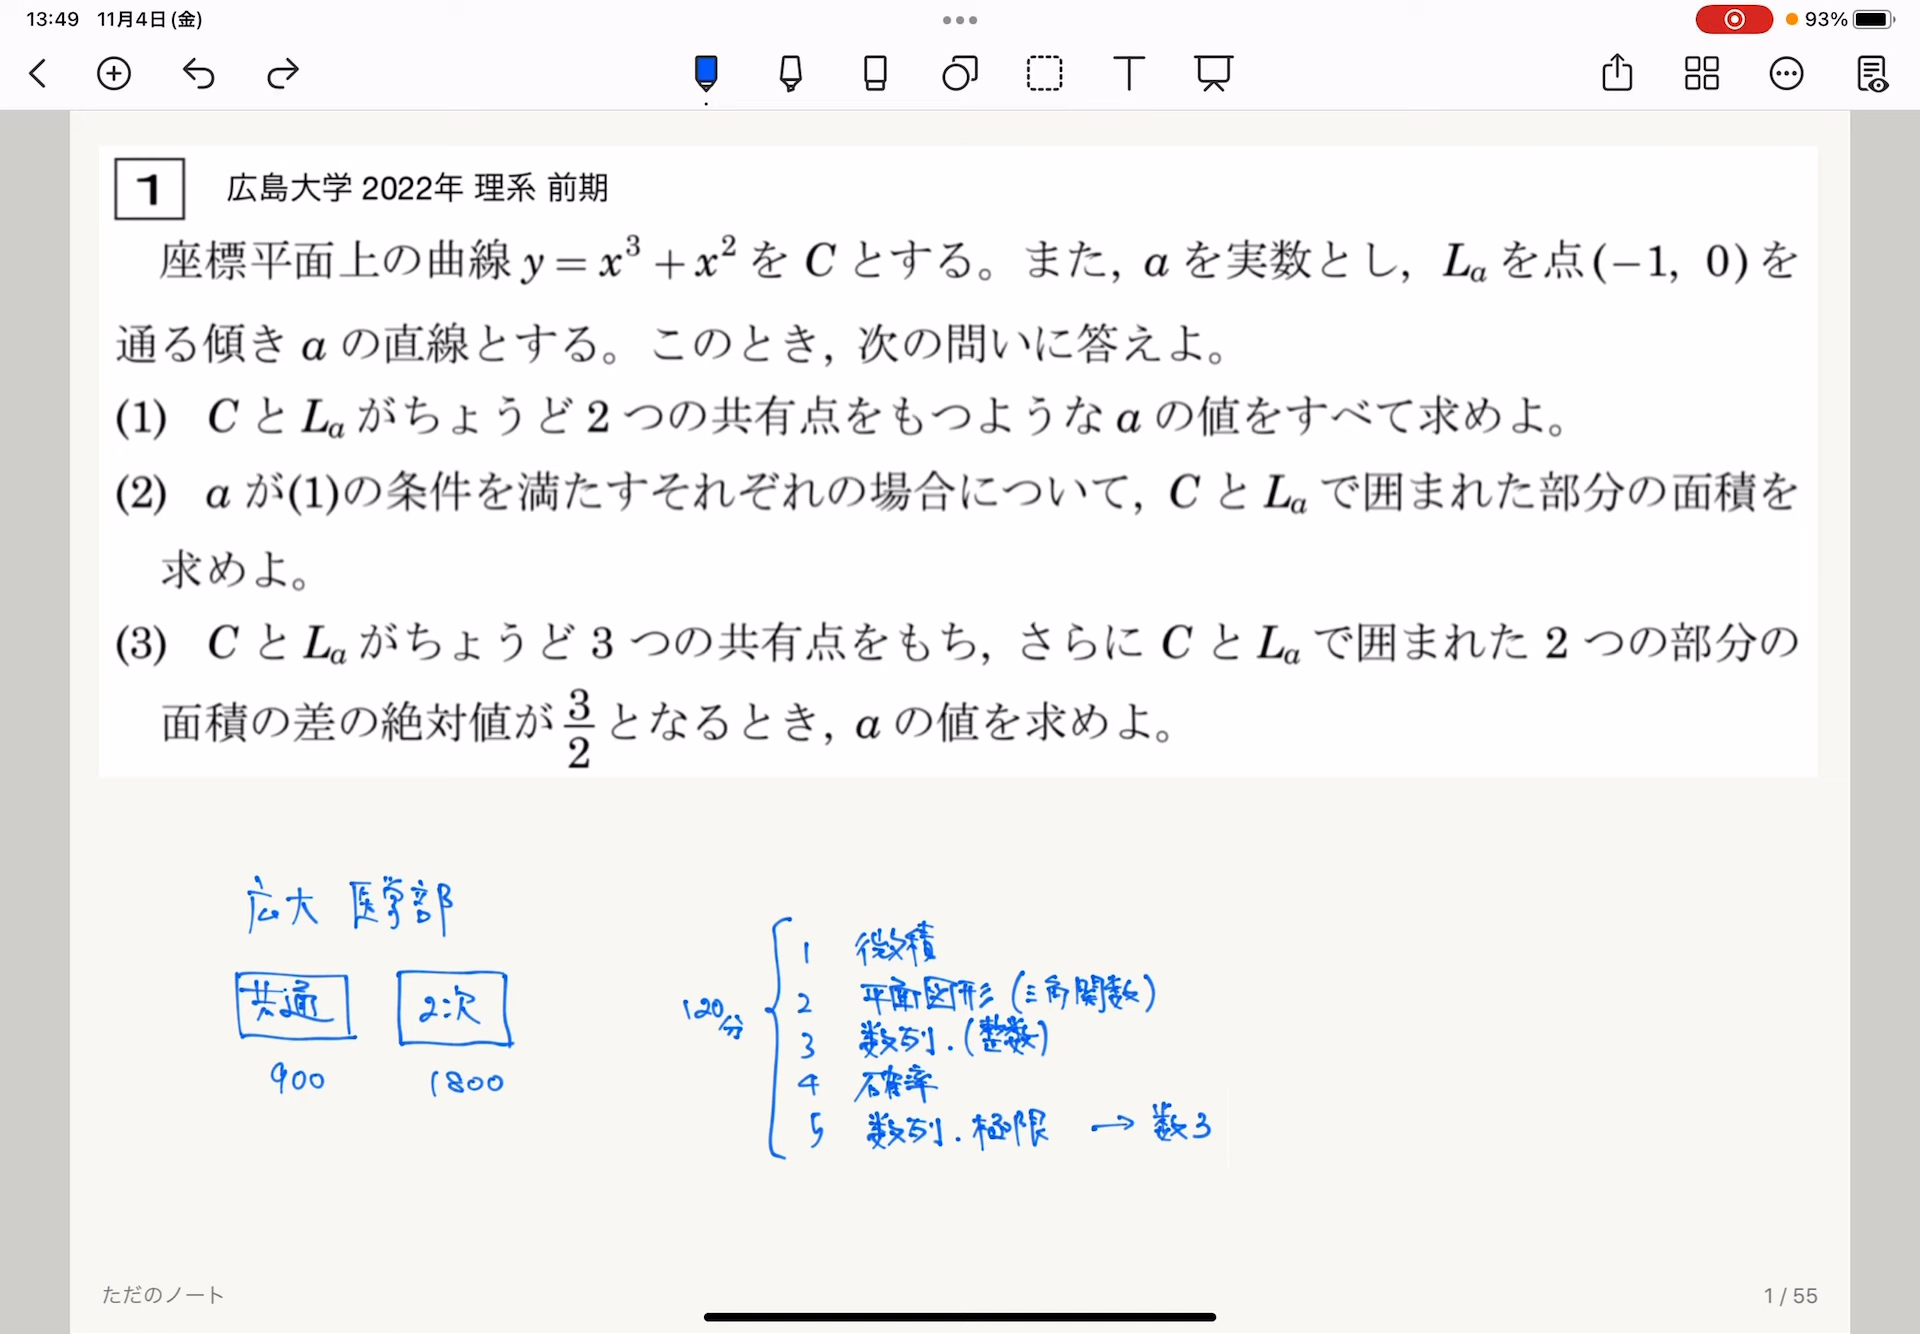 13:49 11月4日(金)
93%
1 広島大学 2022年 理系 前期
座標平面上の曲線 y = x³ + x² を C とする。また, a を実数とし, Lₐ を点(−1, 0)を
通る傾き a の直線とする。このとき, 次の問いに答えよ。
(1) C と Lₐ がちょうど 2 つの共有点をもつような a の値をすべて求めよ。
(2) a が(1)の条件を満たすそれぞれの場合について, C と Lₐ で囲まれた部分の面積を
求めよ。
(3) C と Lₐ がちょうど 3 つの共有点をもち, さらに C と Lₐ で囲まれた 2 つの部分の
面積の差の絶対値が 3/2 となるとき, a の値を求めよ。
広大 医学部
共通 2次
900 1800
120分
1 微積
2 平面図形 (三角関数)
3 数列.(整数)
4 確率
5 数列.極限 → 数3
ただのノート
1 / 55